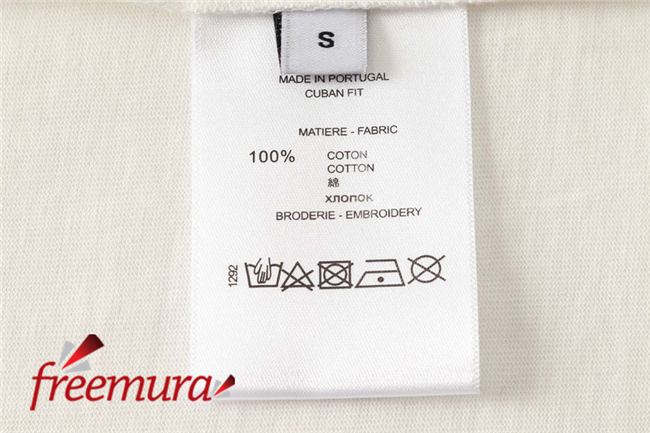 S
MADE IN PORTUGAL
CUBAN FIT
MATIERE - FABRIC
100% COTON
COTTON
綿
хлопок
BRODERIE - EMBROIDERY
1292
freemura